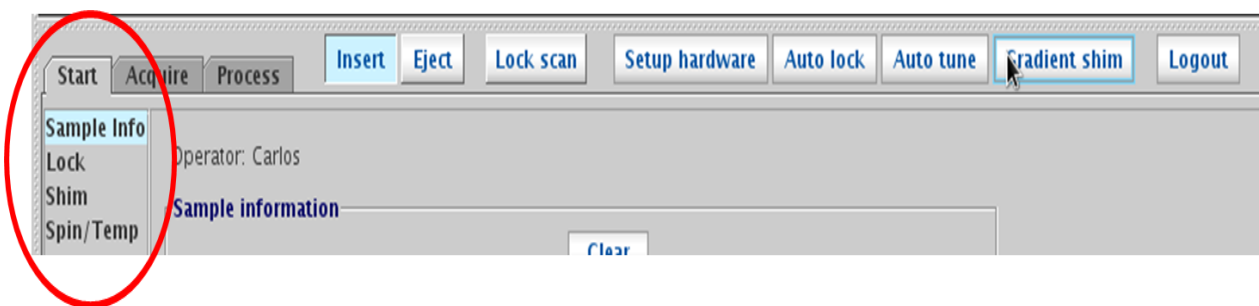 Start Acquire Process Insert Eject Lock scan Setup hardware Auto lock Auto tune Gradient shim Logout
Sample Info
Operator: Carlos
Lock
Shim
Sample information
Spin/Temp
Clear